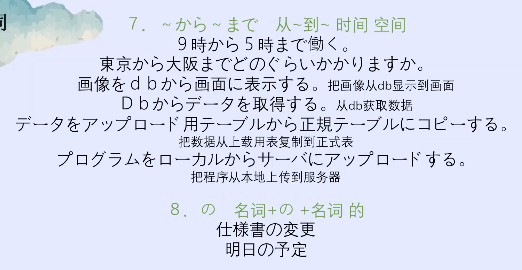 词
7．～から～まで　从~到~ 时间 空间
９時から５時まで働く。
東京から大阪までどのぐらいかかりますか。
画像をｄｂから画面に表示する。把画像从db显示到画面
Ｄｂからデータを取得する。从db获取数据
データをアップロード用テーブルから正規テーブルにコピーする。
把数据从上载用表复制到正式表
プログラムをローカルからサーバにアップロードする。
把程序从本地上传到服务器
8．の　名词+の +名词 的
仕様書の変更
明日の予定